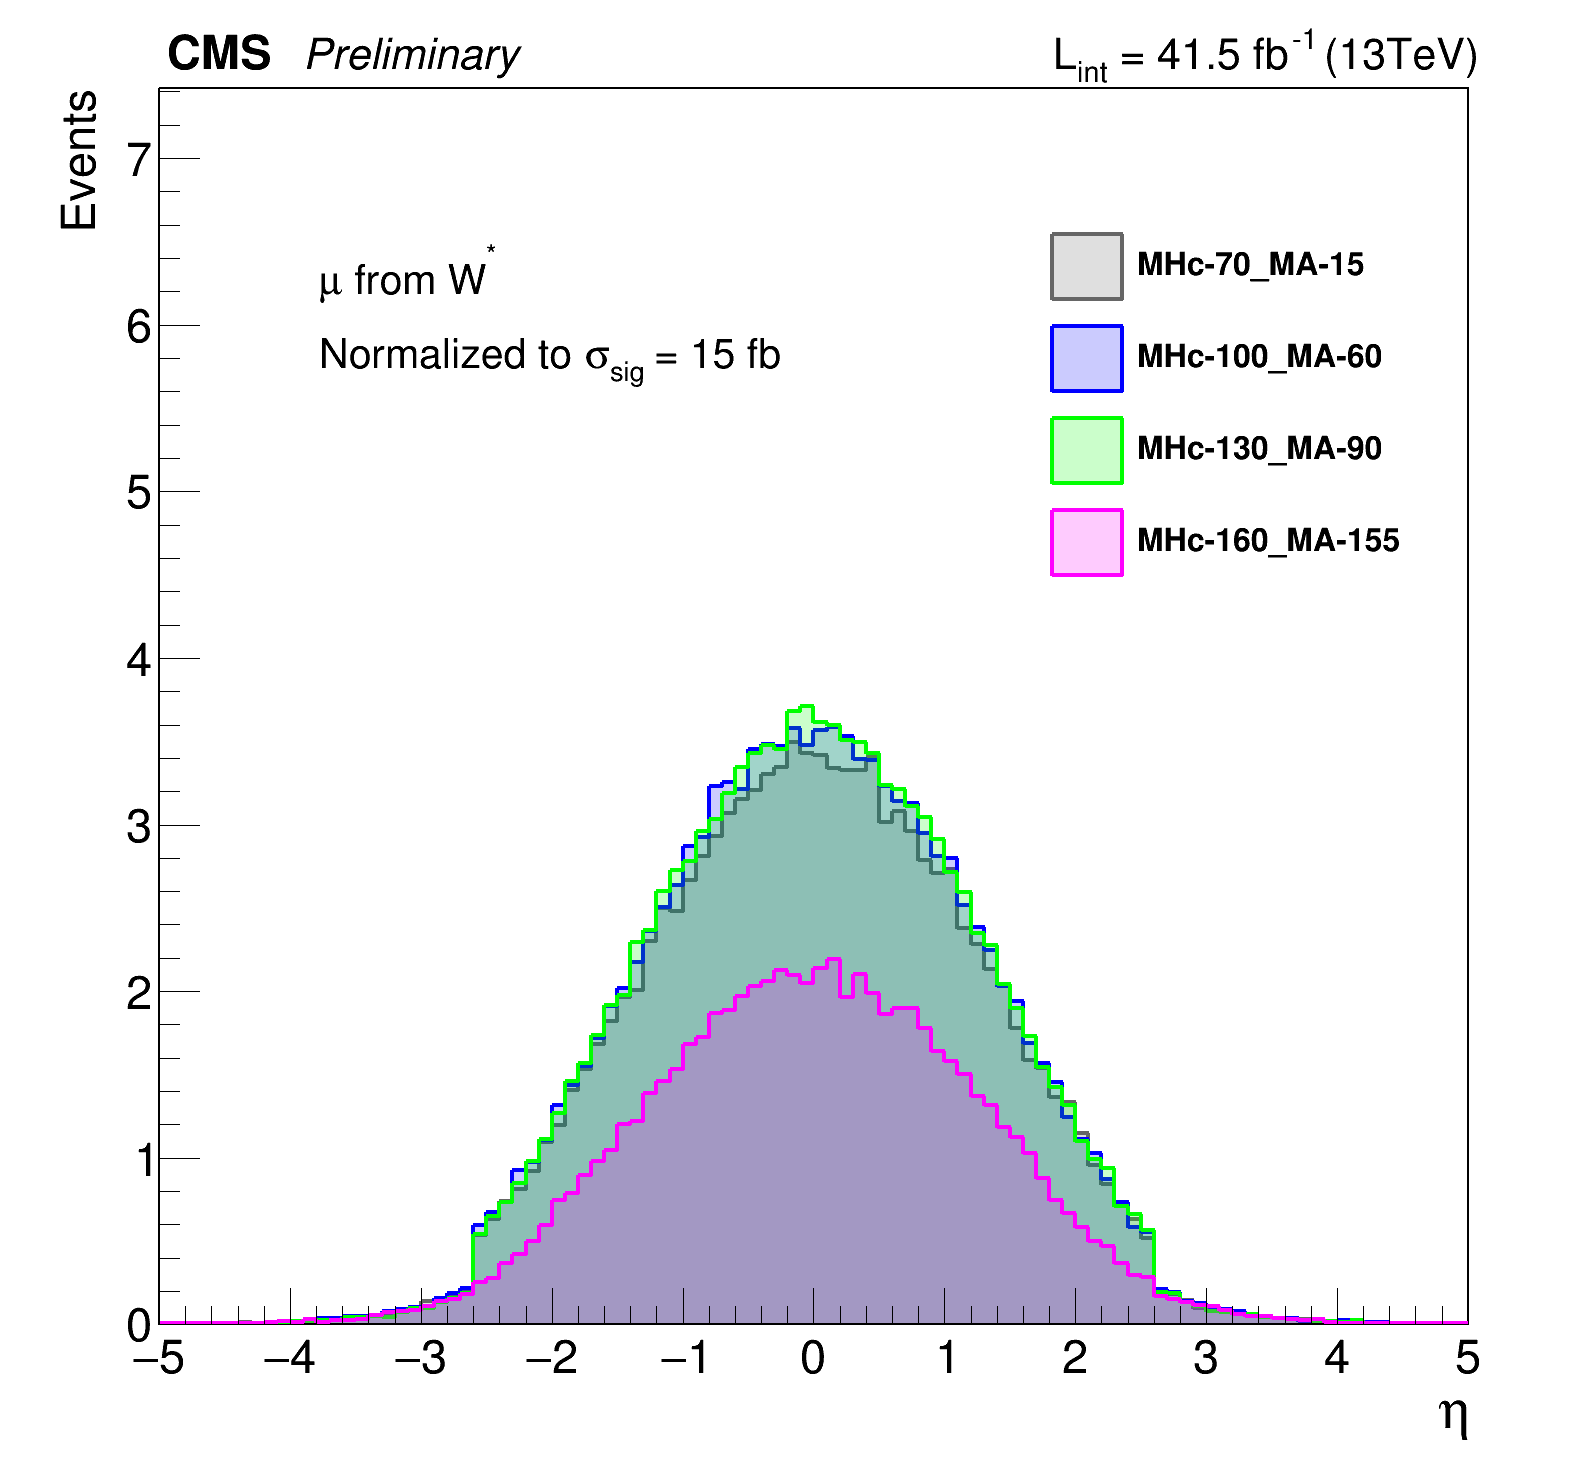 CMS Preliminary
L_int = 41.5 fb^-1 (13TeV)
Events
7
6
5
4
3
2
1
0
μ from W^*
Normalized to σ_sig = 15 fb
MHc-70_MA-15
MHc-100_MA-60
MHc-130_MA-90
MHc-160_MA-155
−5 −4 −3 −2 −1 0 1 2 3 4 5
η